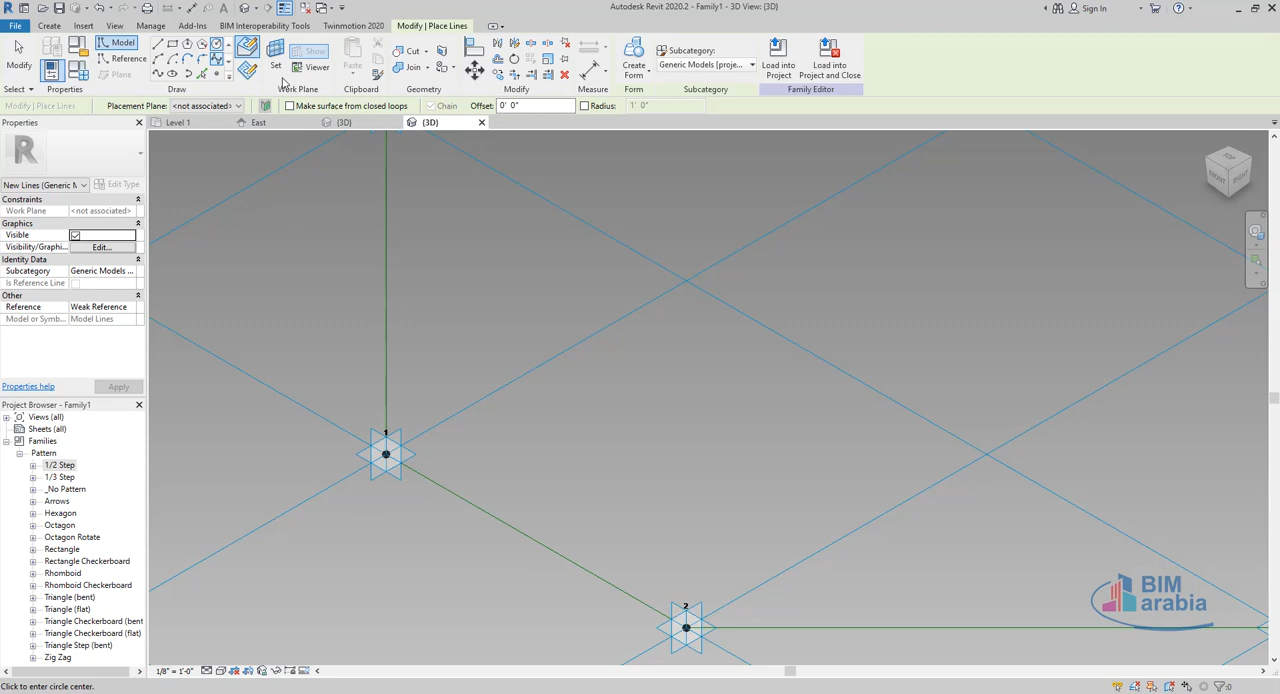 Autodesk Revit 2020.2 - Family1 - 3D View: {3D}
Sign In
File Create Insert View Manage Add-Ins BIM Interoperability Tools Twinmotion 2020 Modify | Place Lines
Modify
Model
Reference
Plane
Set
Show
Viewer
Paste
Cut
Join
Create Form
Subcategory:
Generic Models [proje...
Load into Project
Load into Project and Close
Select Properties Draw Work Plane Clipboard Geometry Modify Measure Form Subcategory Family Editor
Modify | Place Lines Placement Plane: <not associated> Make surface from closed loops Chain Offset: 0' 0" Radius: 1' 0"
Properties
Level 1 East {3D} {3D}
FRONT RIGHT
New Lines (Generic M Edit Type
Constraints
Work Plane <not associated>
Graphics
Visible
Visibility/Graphi... Edit...
Identity Data
Subcategory Generic Models ...
Is Reference Line
Other
Reference Weak Reference
Model or Symb... Model Lines
Properties help Apply
Project Browser - Family1
Views (all)
Sheets (all)
Families
Pattern
1/2 Step
1/3 Step
_No Pattern
Arrows
Hexagon
Octagon
Octagon Rotate
Rectangle
Rectangle Checkerboard
Rhomboid
Rhomboid Checkerboard
Triangle (bent)
Triangle (flat)
Triangle Checkerboard (bent
Triangle Checkerboard (flat)
Triangle Step (bent)
Zig Zag
1
2
BIM
arabia
1/8" = 1'-0"
Click to enter circle center.
:0